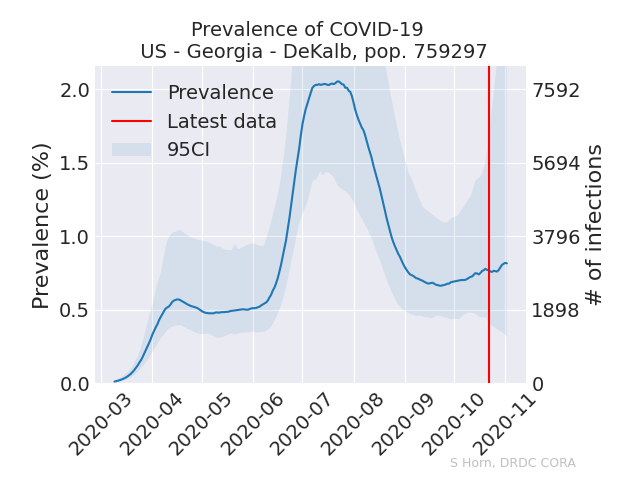 Prevalence of COVID-19
US - Georgia - DeKalb, pop. 759297
Prevalence
Latest data
95CI
Prevalence (%)
2.0
1.5
1.0
0.5
0.0
7592
5694
3796
1898
0
# of infections
2020-03
2020-04
2020-05
2020-06
2020-07
2020-08
2020-09
2020-10
2020-11
S Horn, DRDC CORA